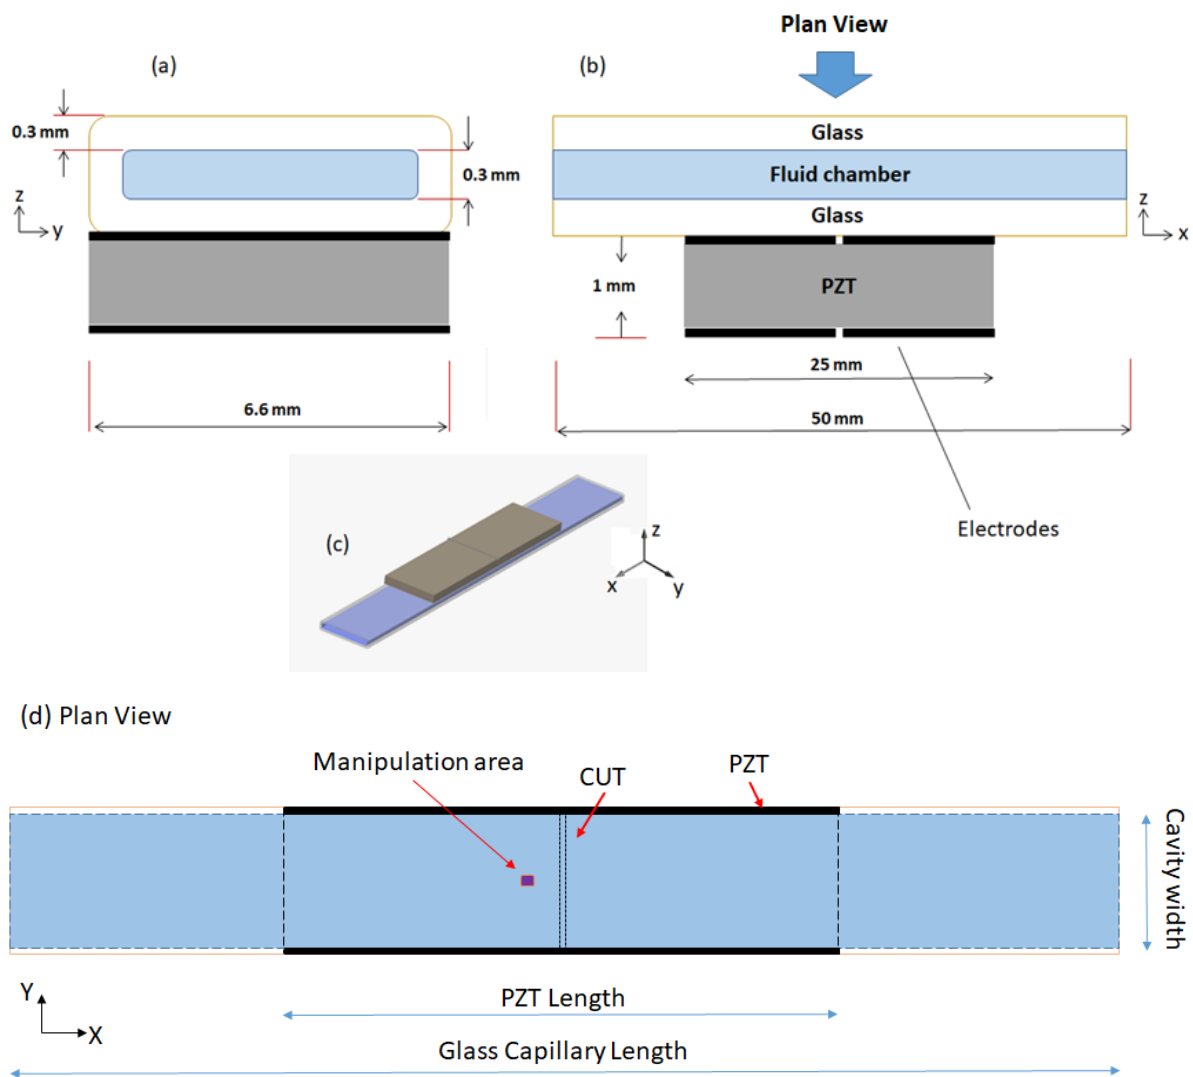 Plan View
(a)
(b)
0.3 mm
Glass
Fluid chamber
0.3 mm
z
y
Glass
z
x
1 mm
PZT
25 mm
6.6 mm
50 mm
Electrodes
(c)
z
x
y
(d) Plan View
Manipulation area
CUT
PZT
Cavity width
Y
X
PZT Length
Glass Capillary Length